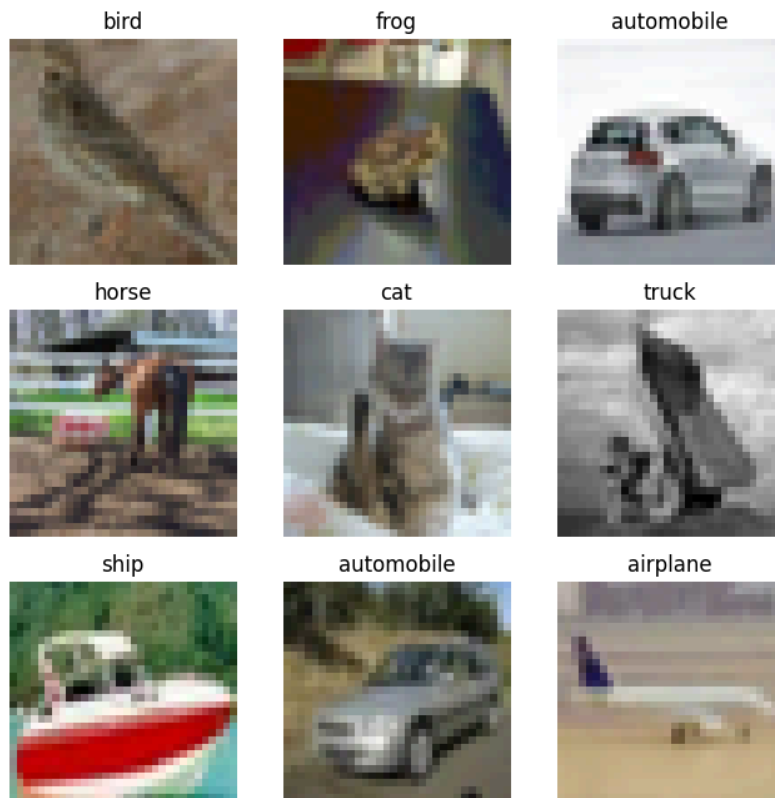 bird
frog
automobile
horse
cat
truck
ship
automobile
airplane